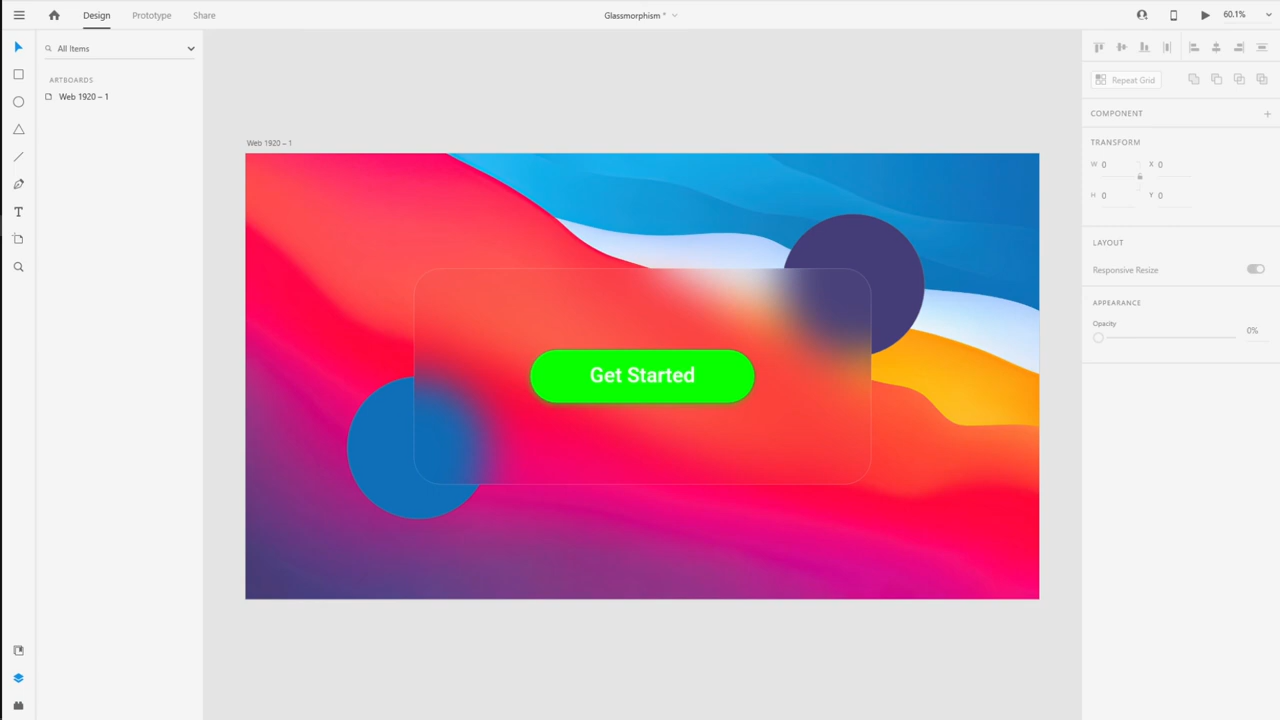 Design
Prototype
Share
Glassmorphism *
60.1%
All Items
ARTBOARDS
Web 1920 – 1
Web 1920 – 1
Get Started
Repeat Grid
COMPONENT
TRANSFORM
W 0 X 0
H 0 Y 0
LAYOUT
Responsive Resize
APPEARANCE
Opacity
0%